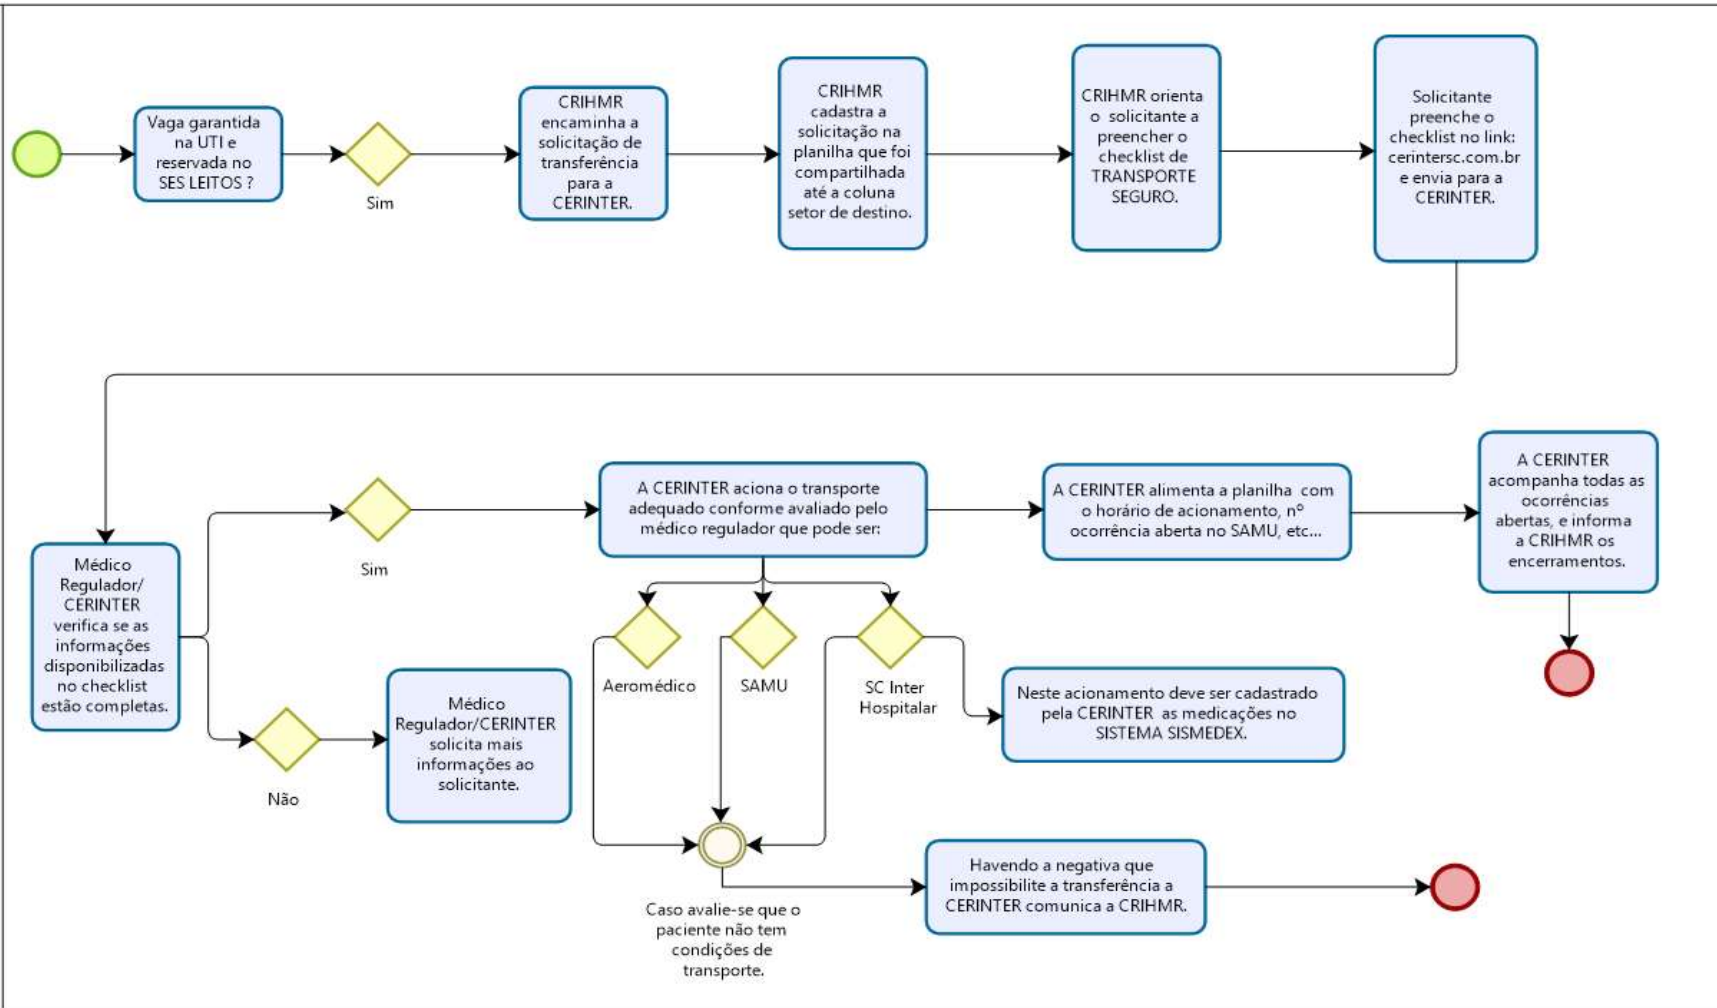 Vaga garantida
na UTI e
reservada no
SES LEITOS ?
Sim
CRIHMR
encaminha a
solicitação de
transferência
para a
CERINTER.
CRIHMR
cadastra a
solicitação na
planilha que foi
compartilhada
até a coluna
setor de destino.
CRIHMR orienta
o solicitante a
preencher o
checklist de
TRANSPORTE
SEGURO.
Solicitante
preenche o
checklist no link:
cerintersc.com.br
e envia para a
CERINTER.
Médico
Regulador/
CERINTER
verifica se as
informações
disponibilizadas
no checklist
estão completas.
Sim
Não
Médico
Regulador/CERINTER
solicita mais
informações ao
solicitante.
A CERINTER aciona o transporte
adequado conforme avaliado pelo
médico regulador que pode ser:
Aeromédico
SAMU
SC Inter
Hospitalar
A CERINTER alimenta a planilha com
o horário de acionamento, nº
ocorrência aberta no SAMU, etc...
A CERINTER
acompanha todas as
ocorrências
abertas, e informa
a CRIHMR os
encerramentos.
Neste acionamento deve ser cadastrado
pela CERINTER as medicações no
SISTEMA SISMEDEX.
Caso avalie-se que o
paciente não tem
condições de
transporte.
Havendo a negativa que
impossibilite a transferência a
CERINTER comunica a CRIHMR.